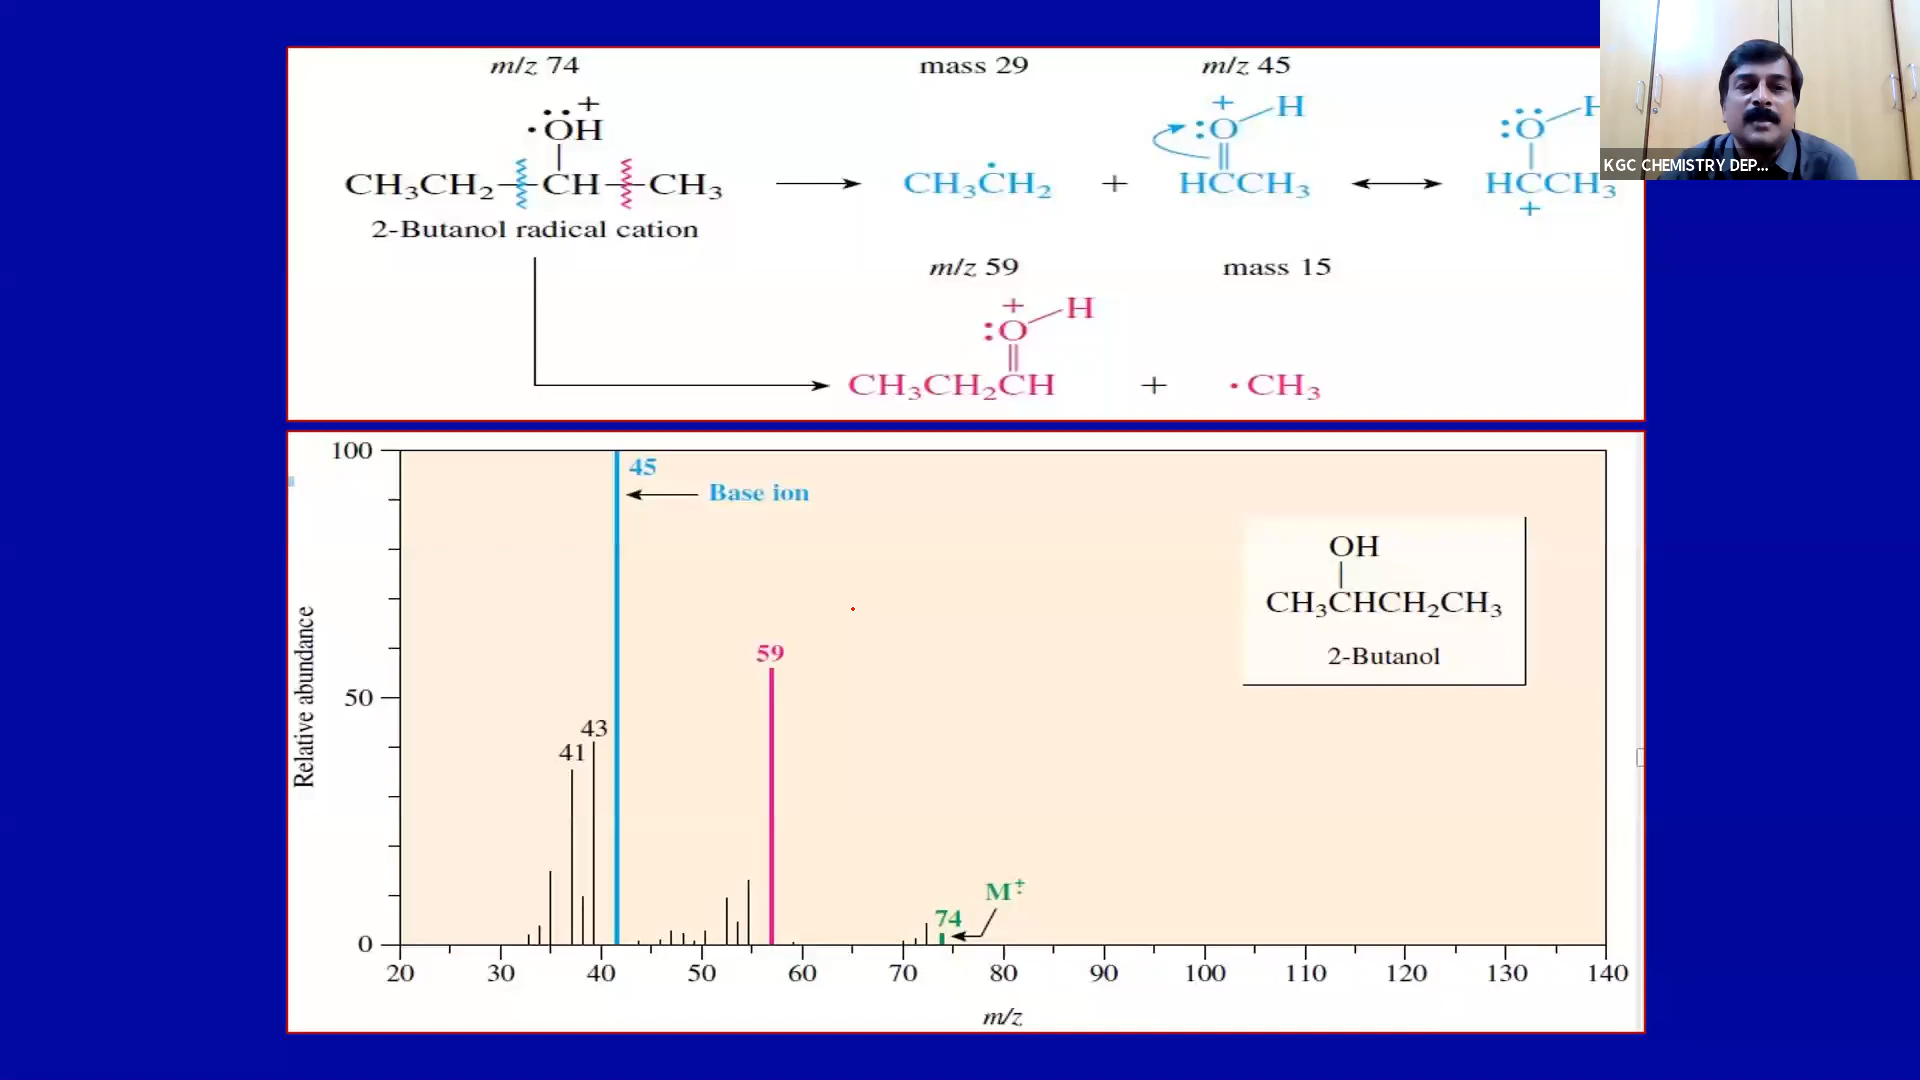 m/z 74 mass 29 m/z 45
·ÖH +
CH₃CH₂—CH—CH₃ → CH₃ĊH₂ + HCCH₃ ↔ HCCH₃
+ :O—H
:Ö—H
+
2-Butanol radical cation
m/z 59 mass 15
+ :O—H
CH₃CH₂CH + ·CH₃
KGC CHEMISTRY DEP...
100
45
Base ion
OH
CH₃CHCH₂CH₃
2-Butanol
59
50
43
41
Relative abundance
M+·
74
0
20 30 40 50 60 70 80 90 100 110 120 130 140
m/z